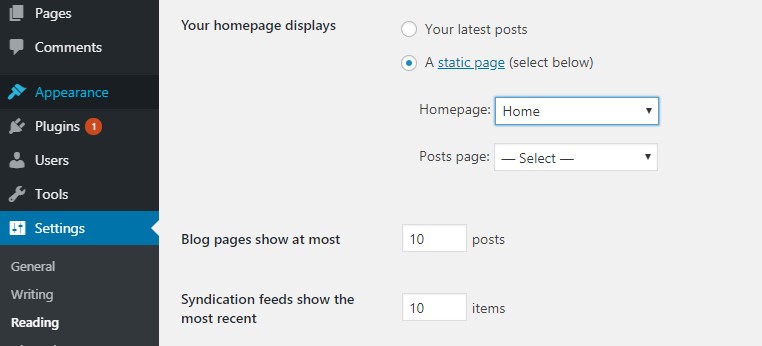 Pages
Comments
Appearance
Plugins 1
Users
Tools
Settings
General
Writing
Reading
Your homepage displays
Your latest posts
A static page (select below)
Homepage: Home
Posts page: — Select —
Blog pages show at most
10 posts
Syndication feeds show the
most recent
10 items